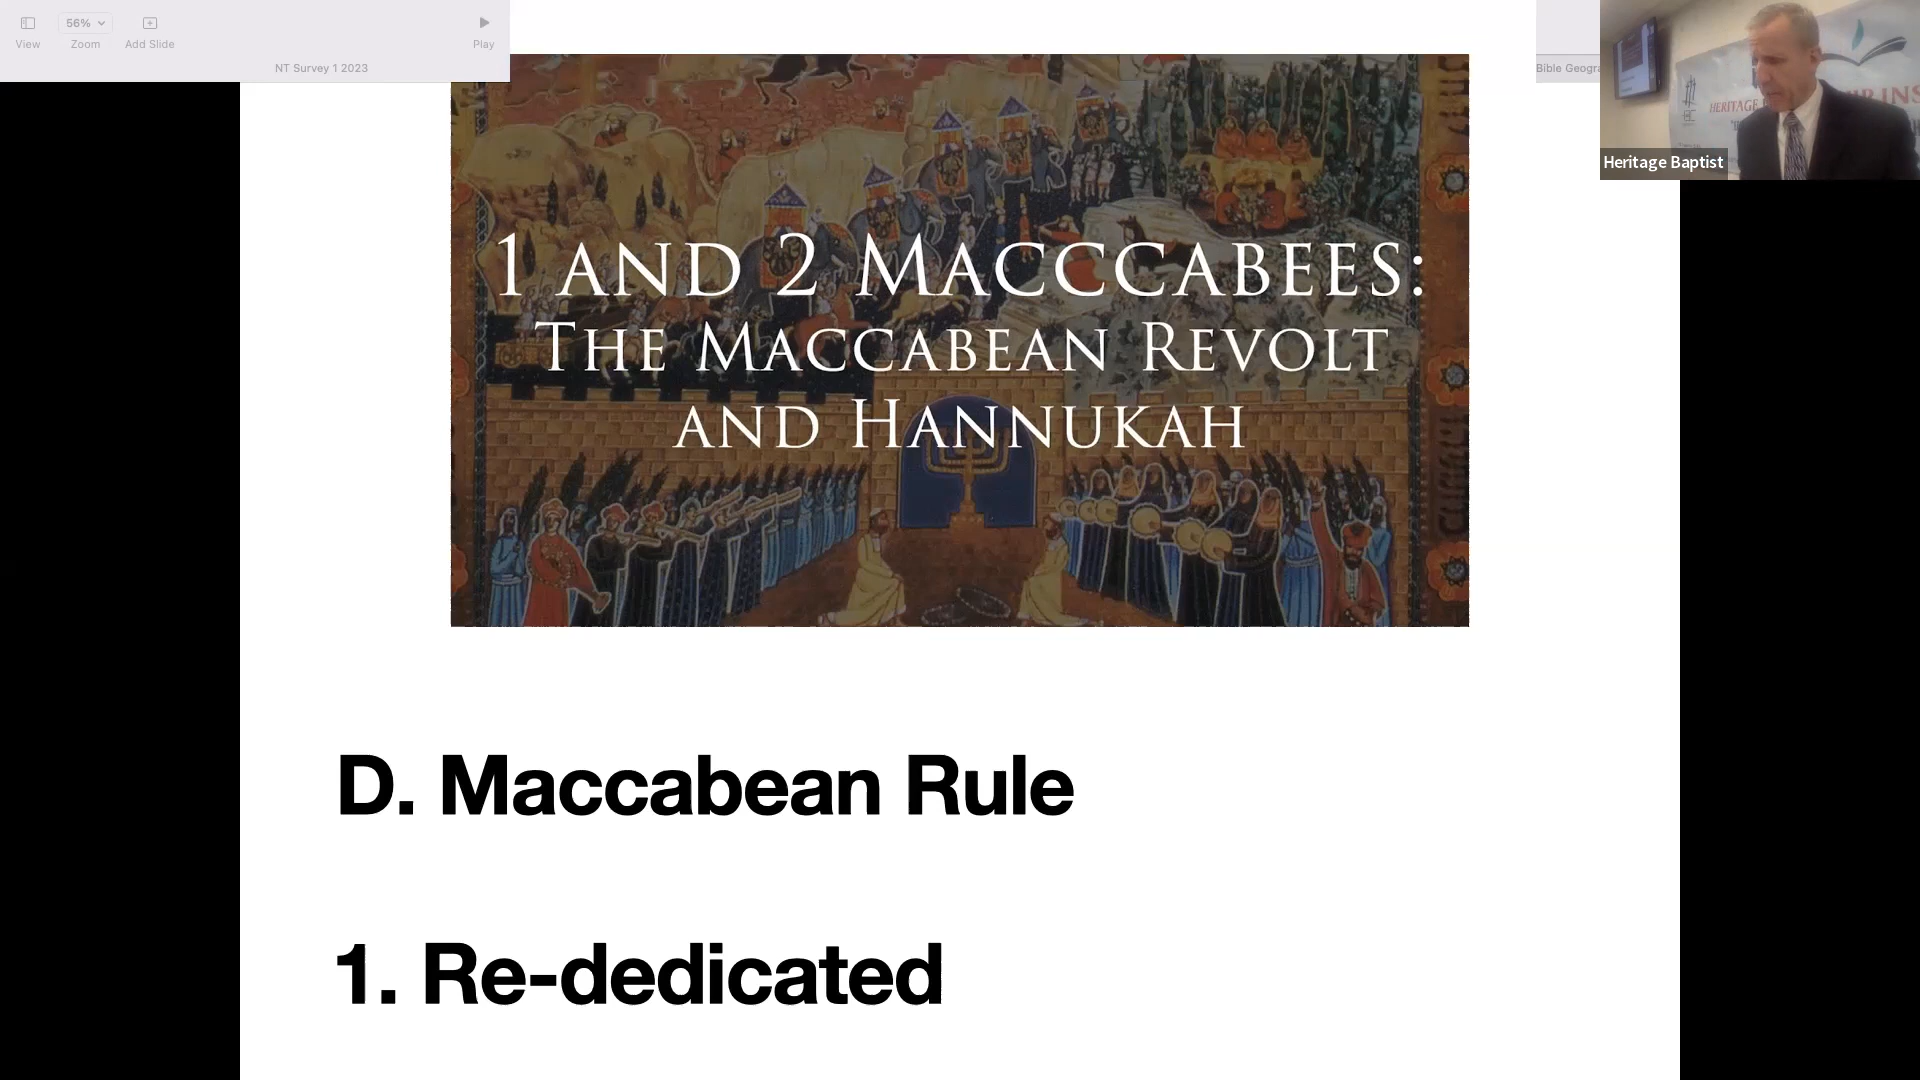 56%
View
Zoom
Add Slide
Play
NT Survey 1 2023
Bible Geogra
HERITAGE
Heritage Baptist
1 AND 2 MACCCABEES:
THE MACCABEAN REVOLT
AND HANNUKAH
D. Maccabean Rule
1. Re-dedicated